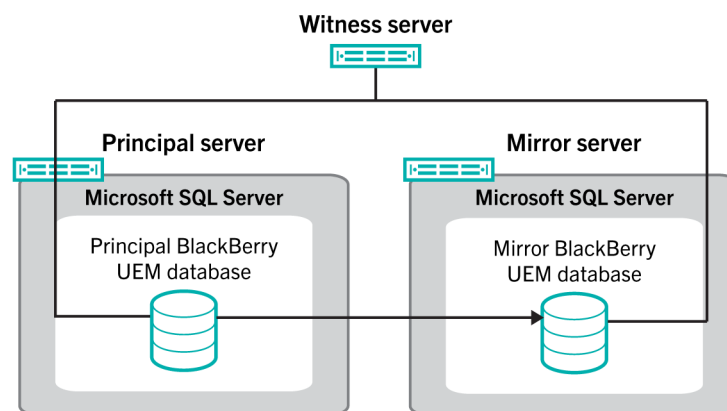 Witness server
Principal server
Mirror server
Microsoft SQL Server
Microsoft SQL Server
Principal BlackBerry
UEM database
Mirror BlackBerry
UEM database